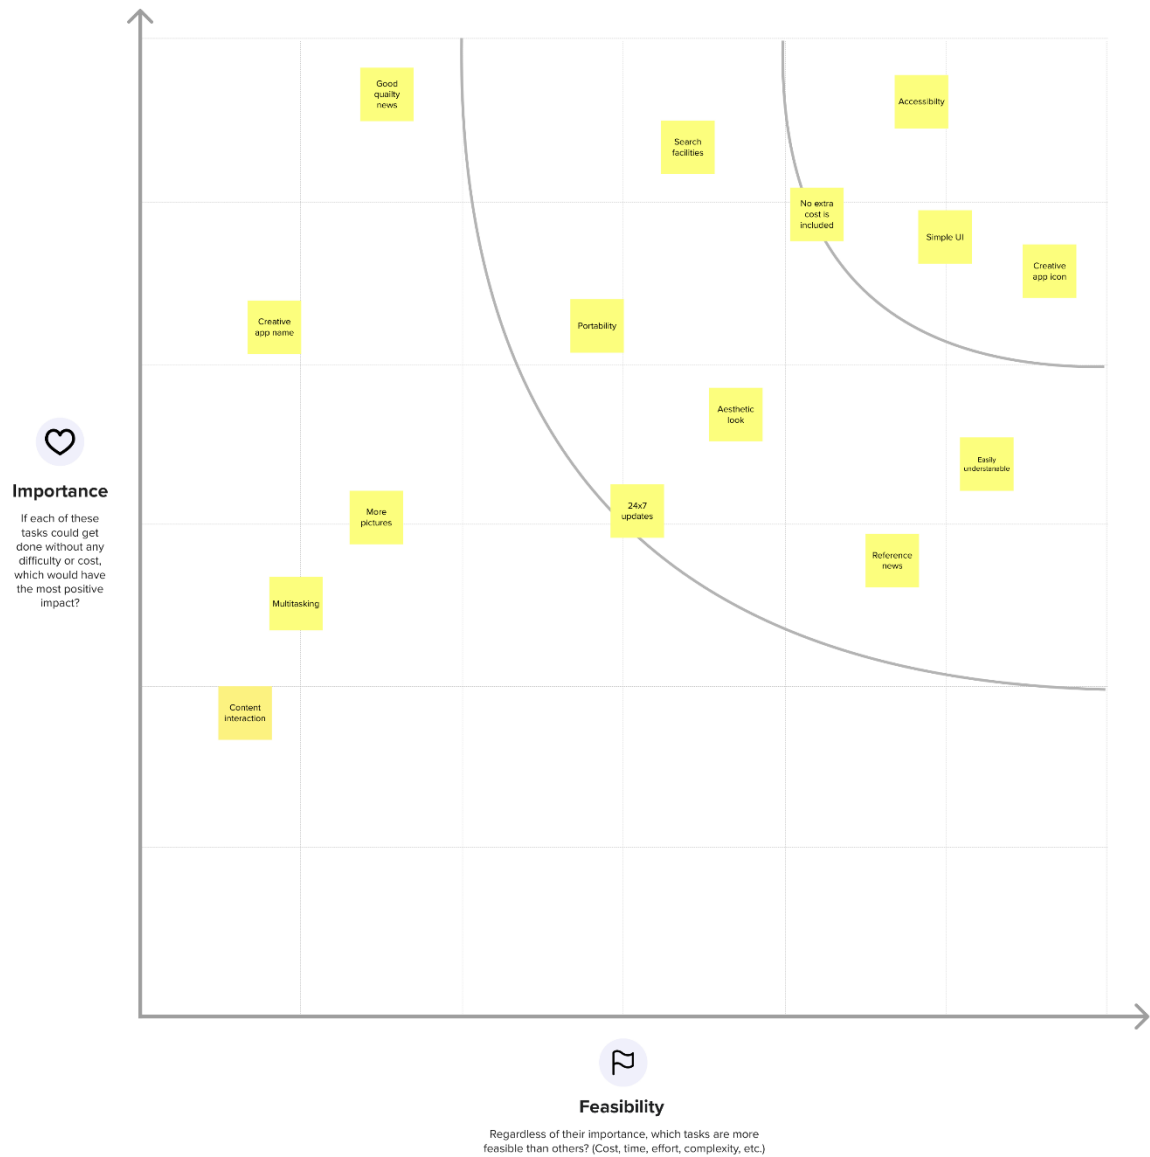 Good
quailty
news
Accessibilty
Search
facilities
No extra
cost is
included
Simple UI
Creative
app icon
Creative
app name
Portability
Aesthetic
look
Easily
understanable
More
pictures
24x7
updates
Reference
news
Multitasking
Content
interaction
Importance
If each of these
tasks could get
done without any
difficulty or cost,
which would have
the most positive
impact?
Feasibility
Regardless of their importance, which tasks are more
feasible than others? (Cost, time, effort, complexity, etc.)